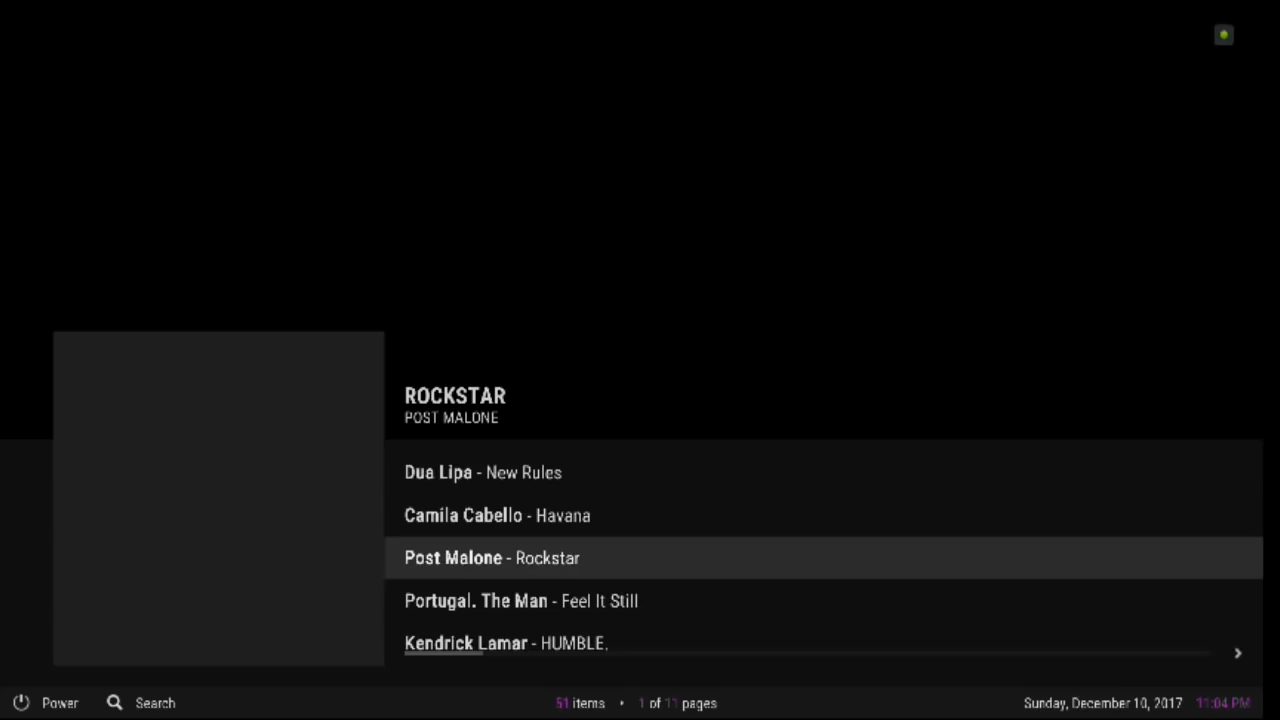 ROCKSTAR
POST MALONE
Dua Lipa - New Rules
Camila Cabello - Havana
Post Malone - Rockstar
Portugal. The Man - Feel It Still
Kendrick Lamar - HUMBLE.
Power Search 51 items • 1 of 11 pages Sunday, December 10, 2017 11:04 PM